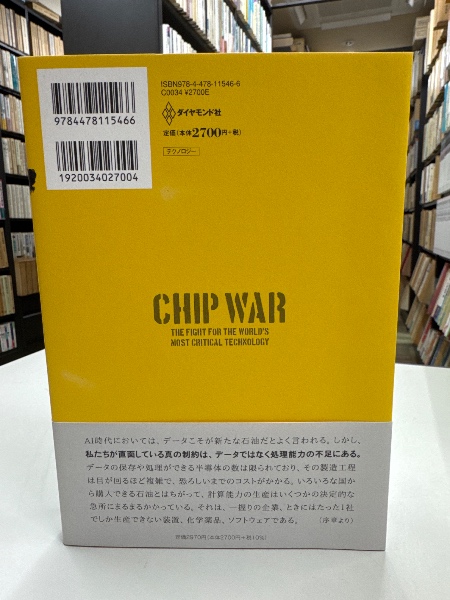 ISBN978-4-478-11546-6
C0034 ¥2700E
9784478115466
1920034027004
ダイヤモンド社
定価(本体2700円+税)
テクノロジー
CHIP WAR
THE FIGHT FOR THE WORLD'S
MOST CRITICAL TECHNOLOGY
AI時代においては、データこそが新たな石油だとよく言われる。しかし、
私たちが直面している真の制約は、データではなく処理能力の不足にある。
データの保存や処理ができる半導体の数は限られており、その製造工程
は目が回るほど複雑で、恐ろしいまでのコストがかかる。いろいろな国か
ら購入できる石油とはちがって、計算能力の生産はいくつかの決定的な
急所にまるまるかかっている。それは、一握りの企業、ときにはたった1社
でしか生産できない装置、化学薬品、ソフトウェアである。 (序章より)
定価2970円(本体2700円+税10%)